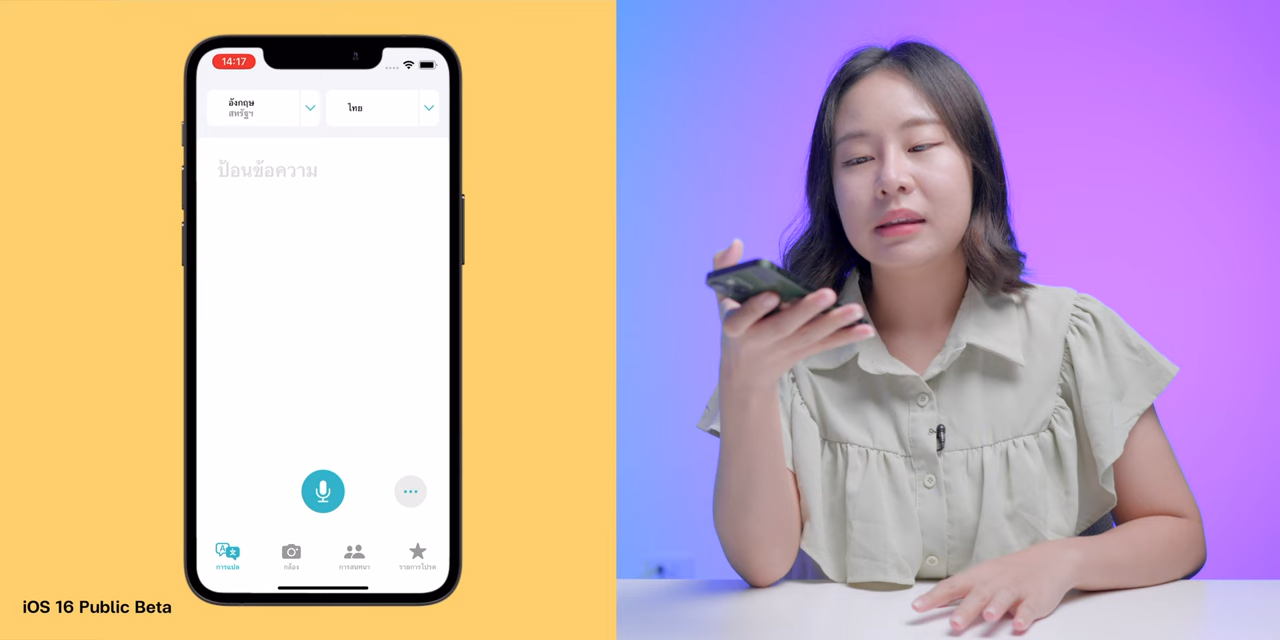 14:17
อังกฤษ
สหรัฐฯ
ไทย
ป้อนข้อความ
การแปล
กล้อง
การสนทนา
รายการโปรด
iOS 16 Public Beta